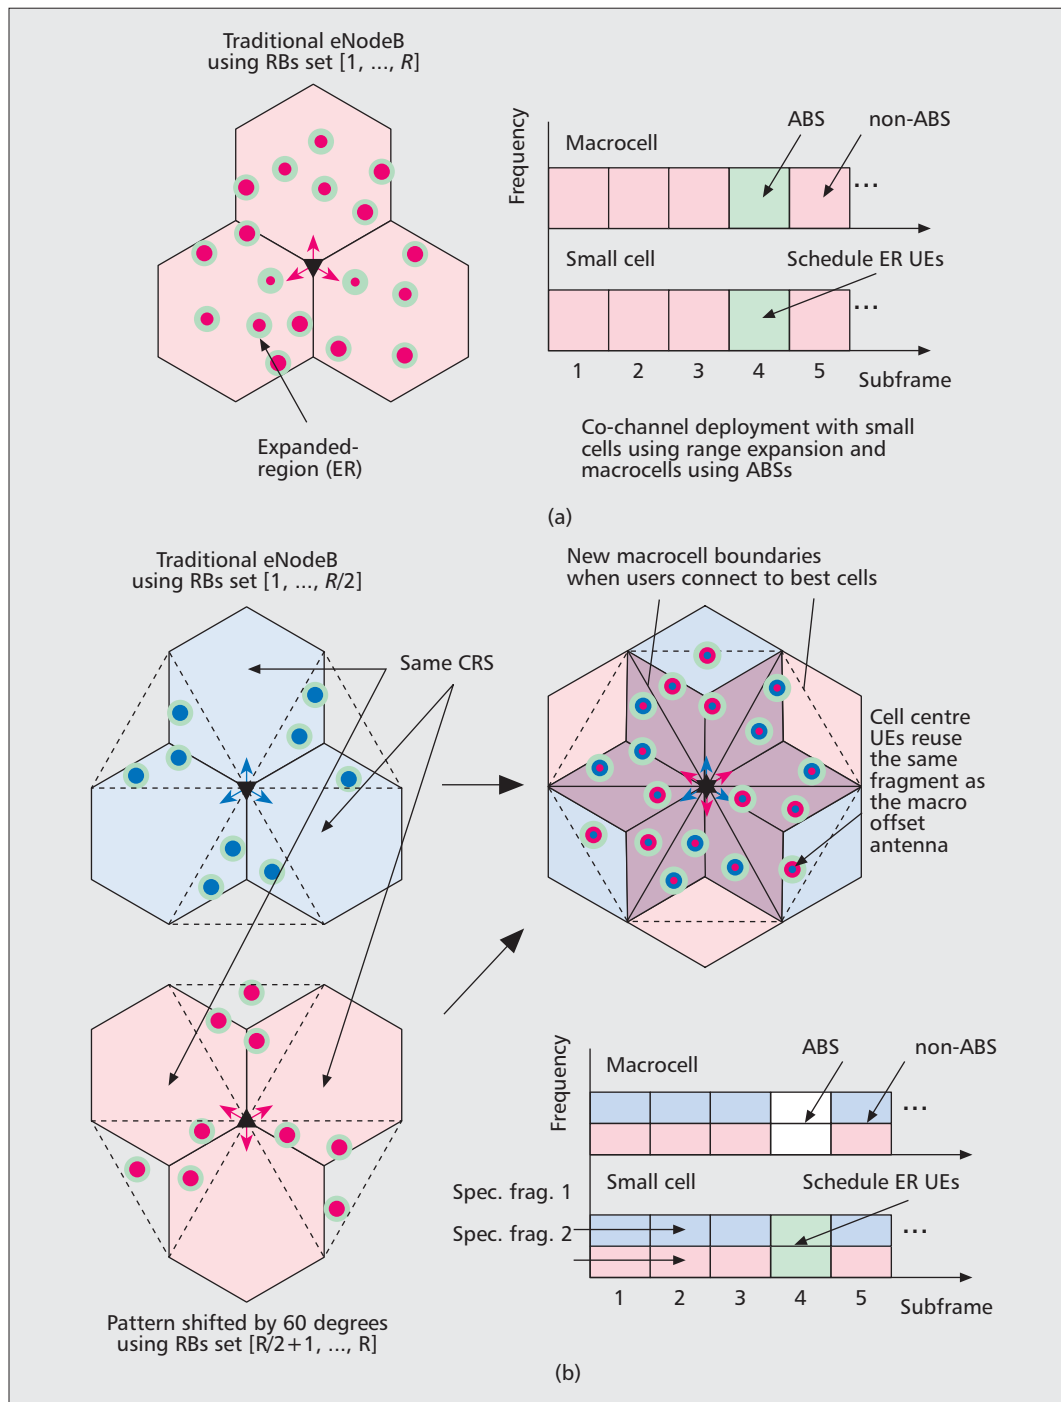 Traditional eNodeB
using RBs set [1, ..., R]
Frequency
Macrocell
ABS
non-ABS
...
Small cell
Schedule ER UEs
...
1 2 3 4 5
Subframe
Expanded-
region (ER)
Co-channel deployment with small
cells using range expansion and
macrocells using ABSs
(a)
Traditional eNodeB
using RBs set [1, ..., R/2]
New macrocell boundaries
when users connect to best cells
Same CRS
Cell centre
UEs reuse
the same
fragment as
the macro
offset
antenna
Frequency
Macrocell
ABS
non-ABS
...
Spec. frag. 1
Small cell
Schedule ER UEs
Spec. frag. 2
...
1 2 3 4 5
Subframe
Pattern shifted by 60 degrees
using RBs set [R/2+1, ..., R]
(b)